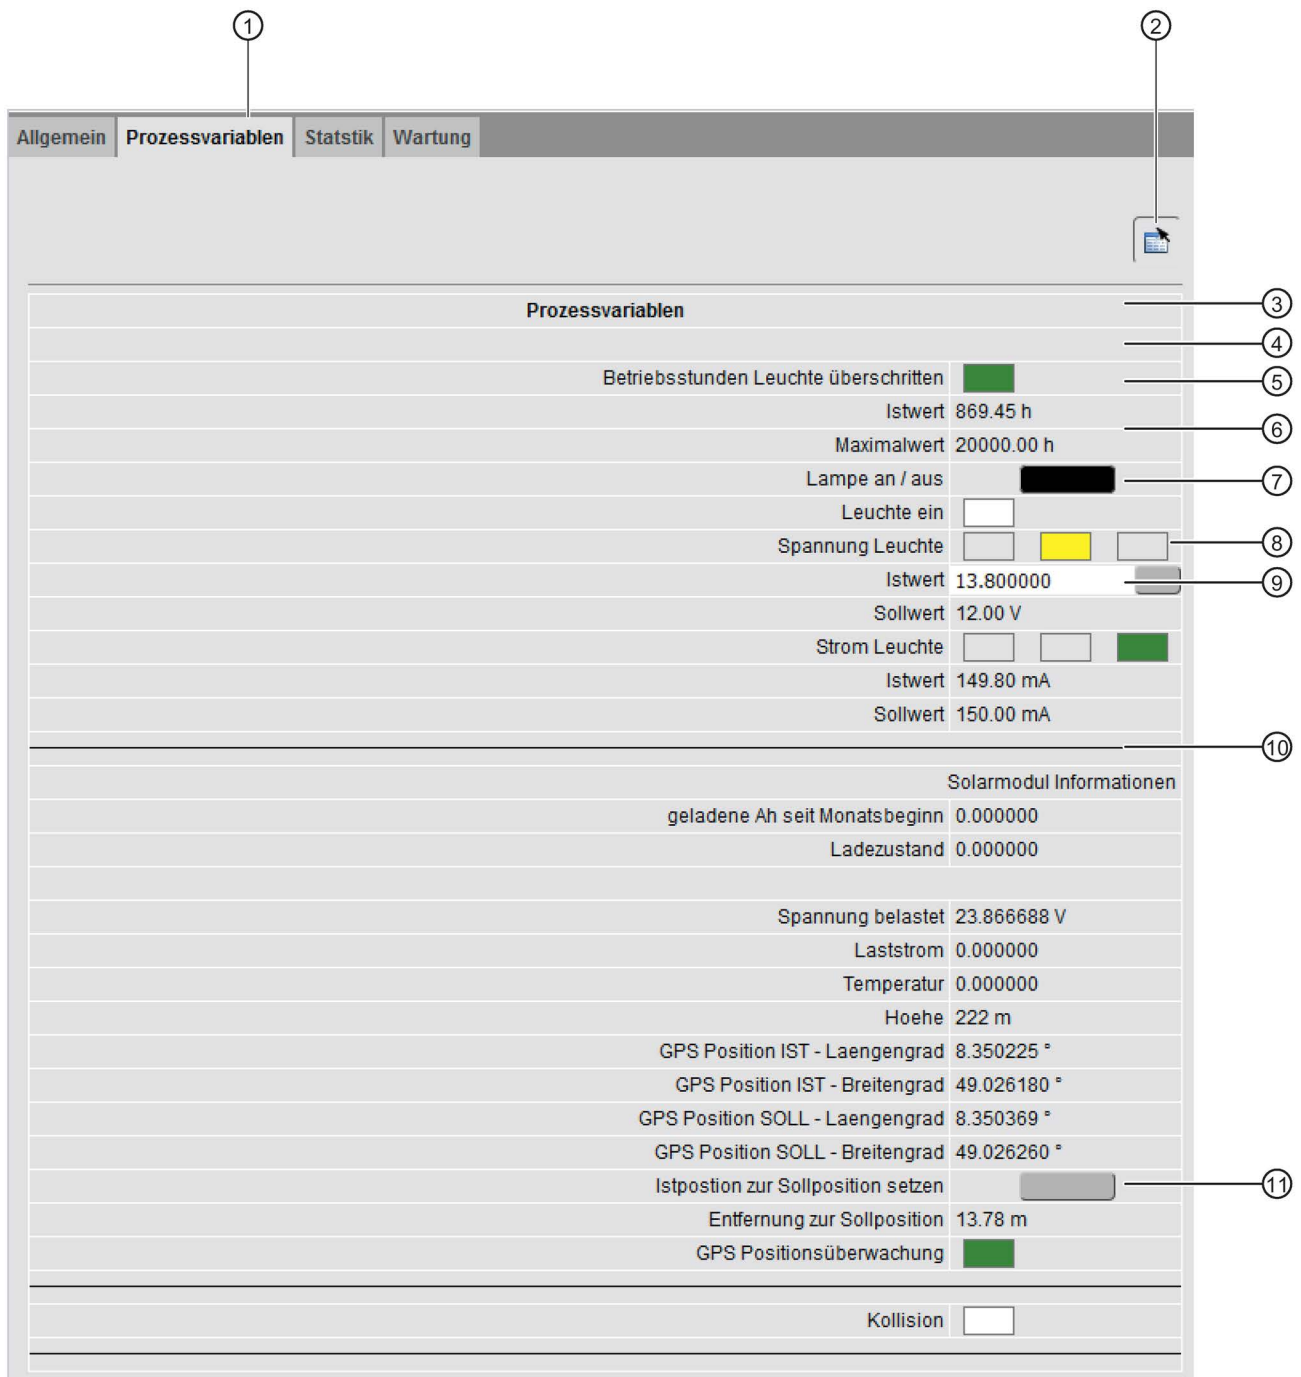 ① ②
Allgemein Prozessvariablen Statstik Wartung
Prozessvariablen ③
④
Betriebsstunden Leuchte überschritten ⑤
Istwert 869.45 h
⑥
Maximalwert 20000.00 h
Lampe an / aus ⑦
Leuchte ein
Spannung Leuchte ⑧
Istwert 13.800000 ⑨
Sollwert 12.00 V
Strom Leuchte
Istwert 149.80 mA
Sollwert 150.00 mA
⑩
Solarmodul Informationen
geladene Ah seit Monatsbeginn 0.000000
Ladezustand 0.000000
Spannung belastet 23.866688 V
Laststrom 0.000000
Temperatur 0.000000
Hoehe 222 m
GPS Position IST - Laengengrad 8.350225 °
GPS Position IST - Breitengrad 49.026180 °
GPS Position SOLL - Laengengrad 8.350369 °
GPS Position SOLL - Breitengrad 49.026260 °
Istpostion zur Sollposition setzen ⑪
Entfernung zur Sollposition 13.78 m
GPS Positionsüberwachung
Kollision